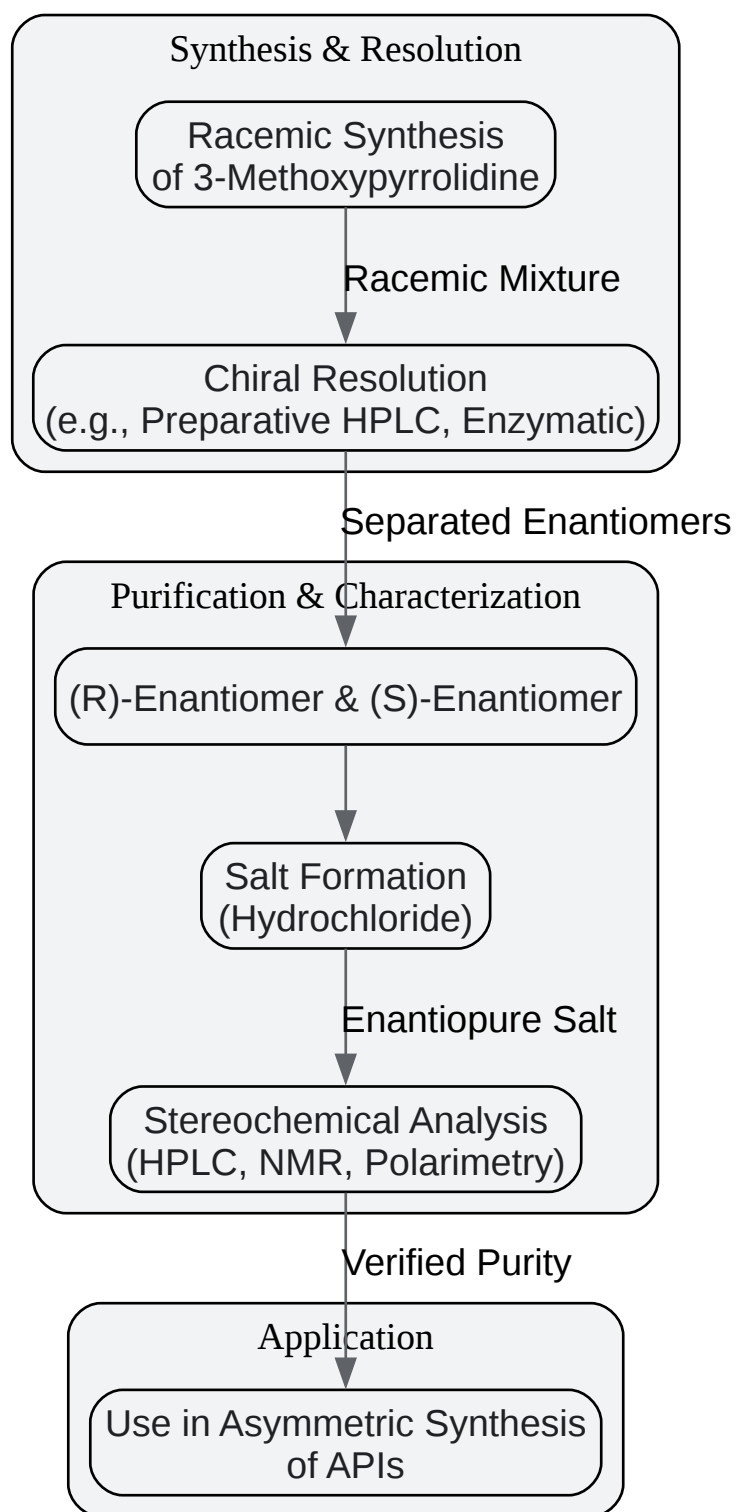 Synthesis & Resolution
Racemic Synthesis
of 3-Methoxypyrrolidine
Racemic Mixture
Chiral Resolution
(e.g., Preparative HPLC, Enzymatic)
Separated Enantiomers
Purification & Characterization
(R)-Enantiomer & (S)-Enantiomer
Salt Formation
(Hydrochloride)
Enantiopure Salt
Stereochemical Analysis
(HPLC, NMR, Polarimetry)
Verified Purity
Application
Use in Asymmetric Synthesis
of APIs